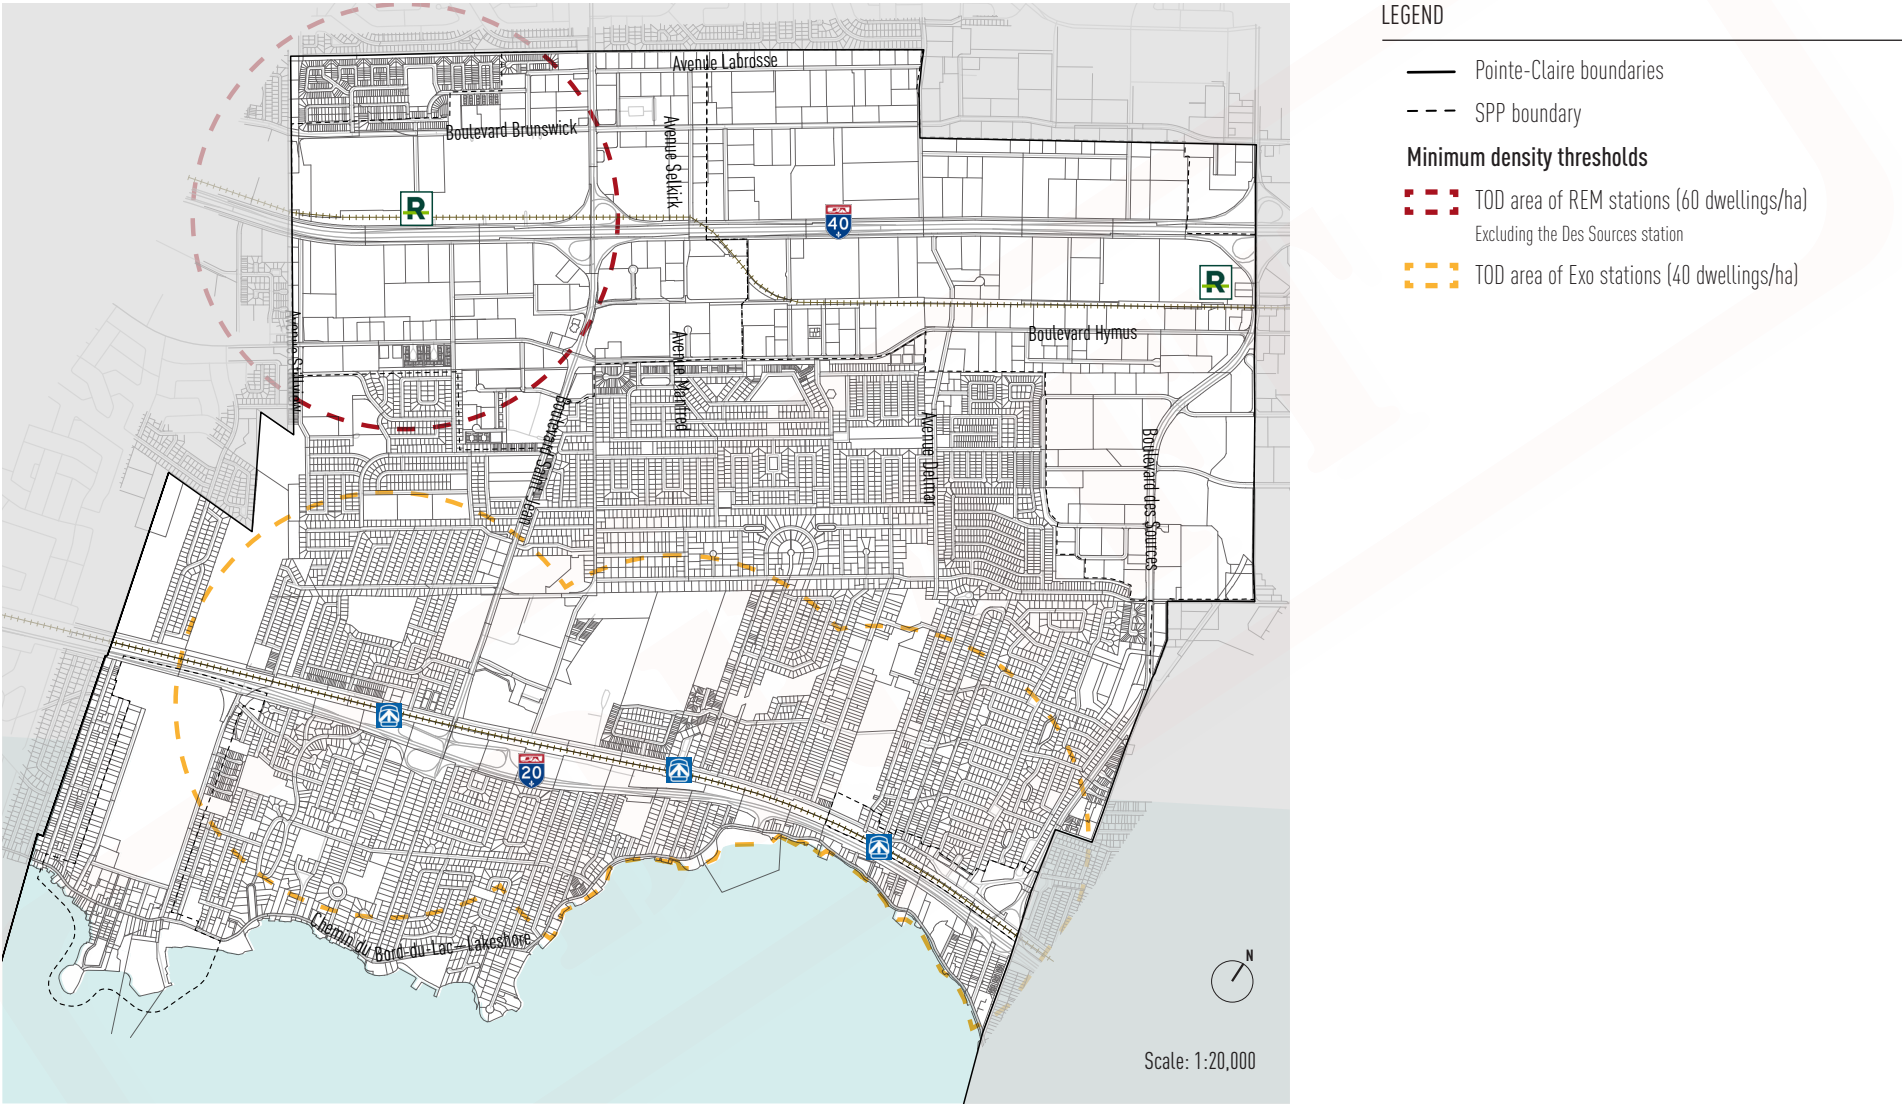 LEGEND
Pointe-Claire boundaries
SPP boundary
Minimum density thresholds
TOD area of REM stations (60 dwellings/ha)
Excluding the Des Sources station
TOD area of Exo stations (40 dwellings/ha)
Avenue Labrosse
Boulevard Brunswick
Avenue Selkirk
R
40
R
Boulevard Hymus
Avenue Stillview
Avenue Manfred
Boulevard Saint-Jean
Avenue Delmar
Boulevard des Sources
20
Chemin du Bord-du-Lac–Lakeshore
N
Scale: 1:20,000